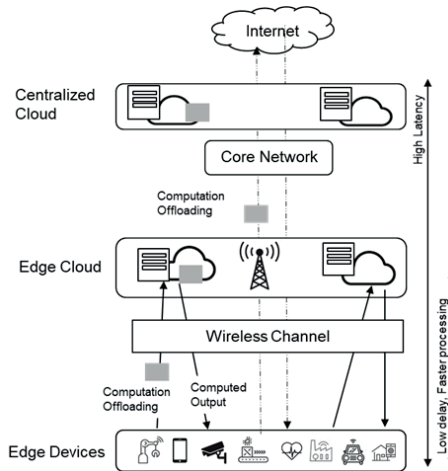 Internet
Centralized
Cloud
High Latency
Core Network
Computation
Offloading
Edge Cloud
Wireless Channel
Computation
Offloading
Computed
Output
Low delay, Faster processing
Edge Devices